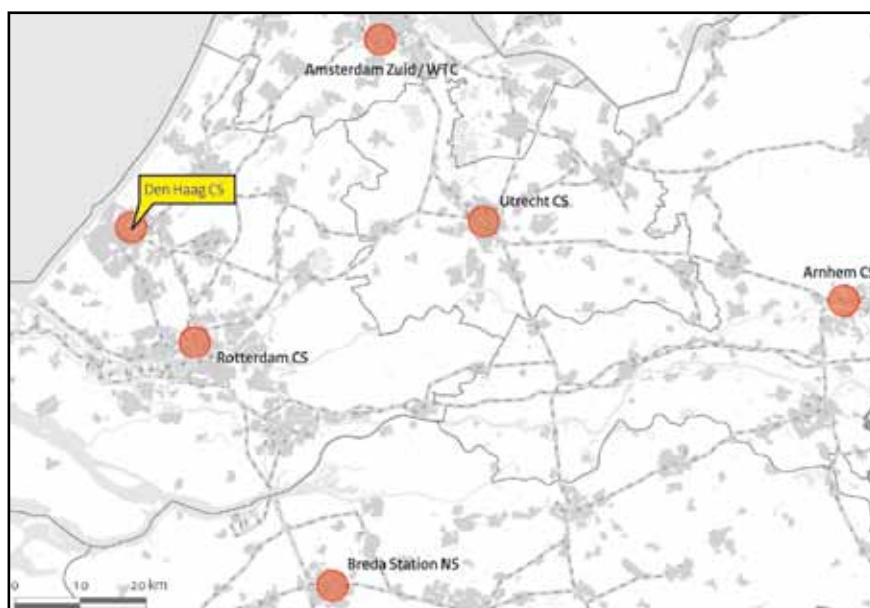 Amsterdam Zuid / WTC
Den Haag CS
Utrecht CS
Arnhem CS
Rotterdam CS
Breda Station NS
0 10 20 km